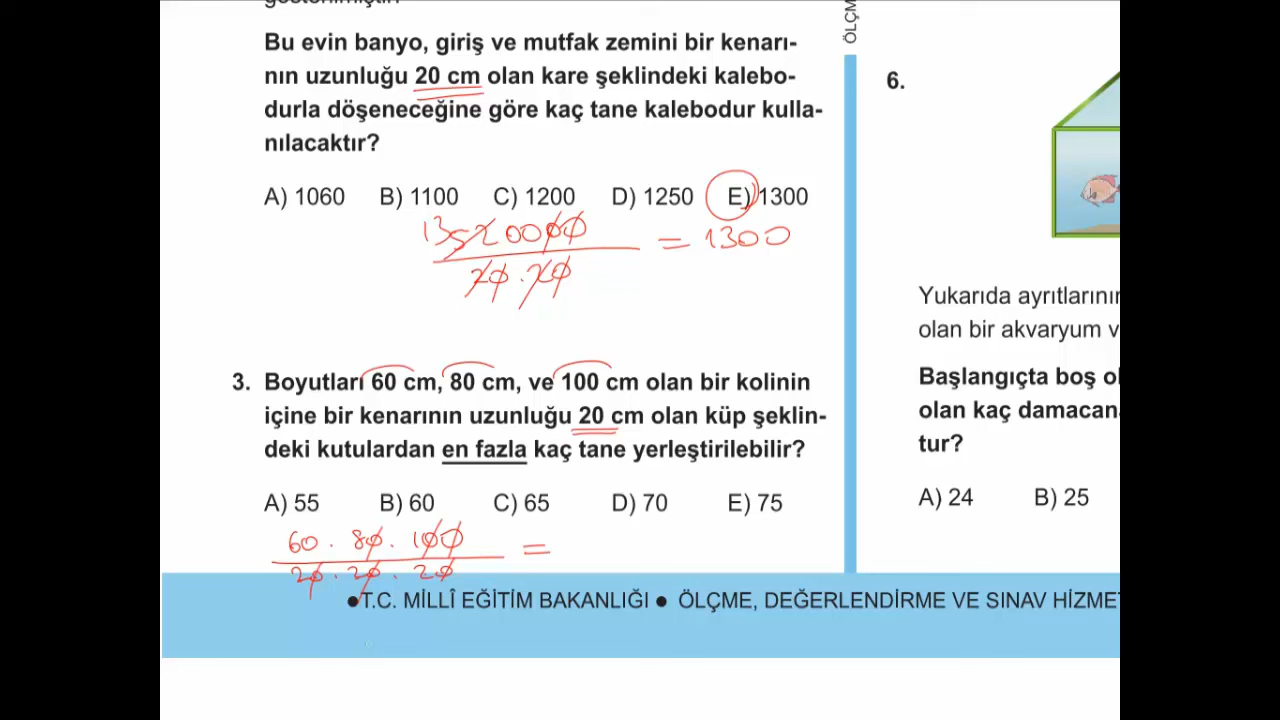 Bu evin banyo, giriş ve mutfak zemini bir kenarı-
nın uzunluğu 20 cm olan kare şeklindeki kalebo-
durla döşeneceğine göre kaç tane kalebodur kulla-
nılacaktır?
A) 1060 B) 1100 C) 1200 D) 1250 E) 1300
13 5200000 = 1300
20 . 20
3. Boyutları 60 cm, 80 cm, ve 100 cm olan bir kolinin
içine bir kenarının uzunluğu 20 cm olan küp şeklin-
deki kutulardan en fazla kaç tane yerleştirilebilir?
A) 55 B) 60 C) 65 D) 70 E) 75
60 . 80 . 100 =
20 . 20 . 20
ÖLÇM
6.
Yukarıda ayrıtlarının
olan bir akvaryum v
Başlangıçta boş ol
olan kaç damacana
tur?
A) 24 B) 25
●T.C. MİLLÎ EĞİTİM BAKANLIĞI ● ÖLÇME, DEĞERLENDİRME VE SINAV HİZMET